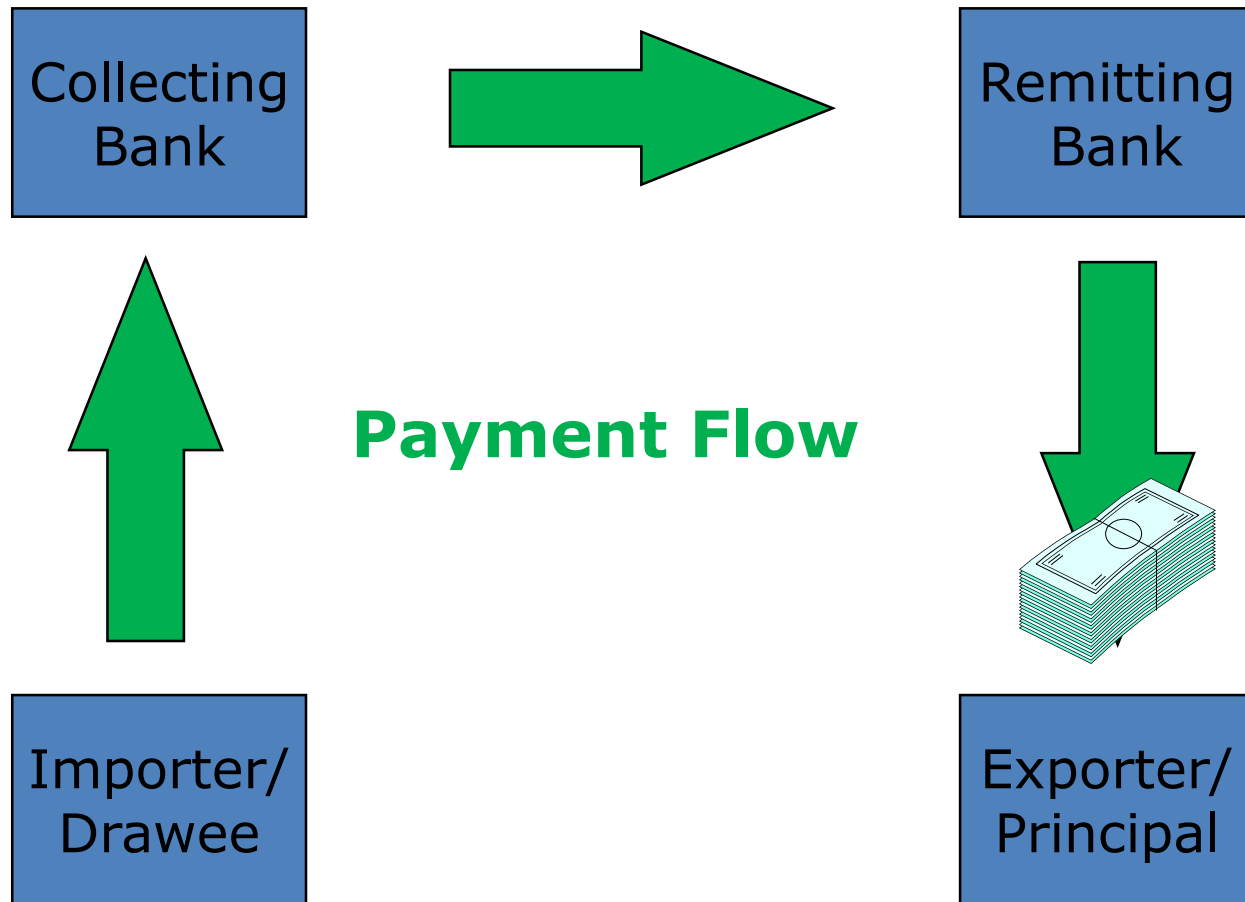 Collecting
Bank
Remitting
Bank
Payment Flow
Importer/
Drawee
Exporter/
Principal